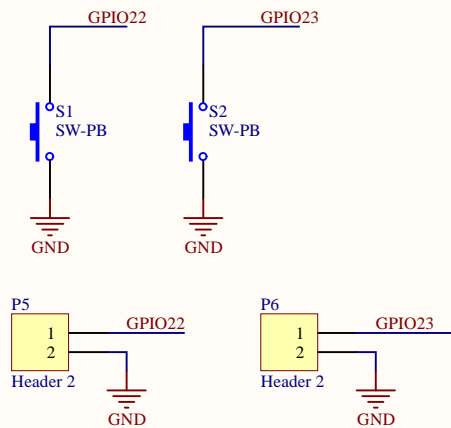 GPIO22
GPIO23
S1
SW-PB
S2
SW-PB
GND
GND
P5
1
2
GPIO22
Header 2
GND
P6
1
2
GPIO23
Header 2
GND